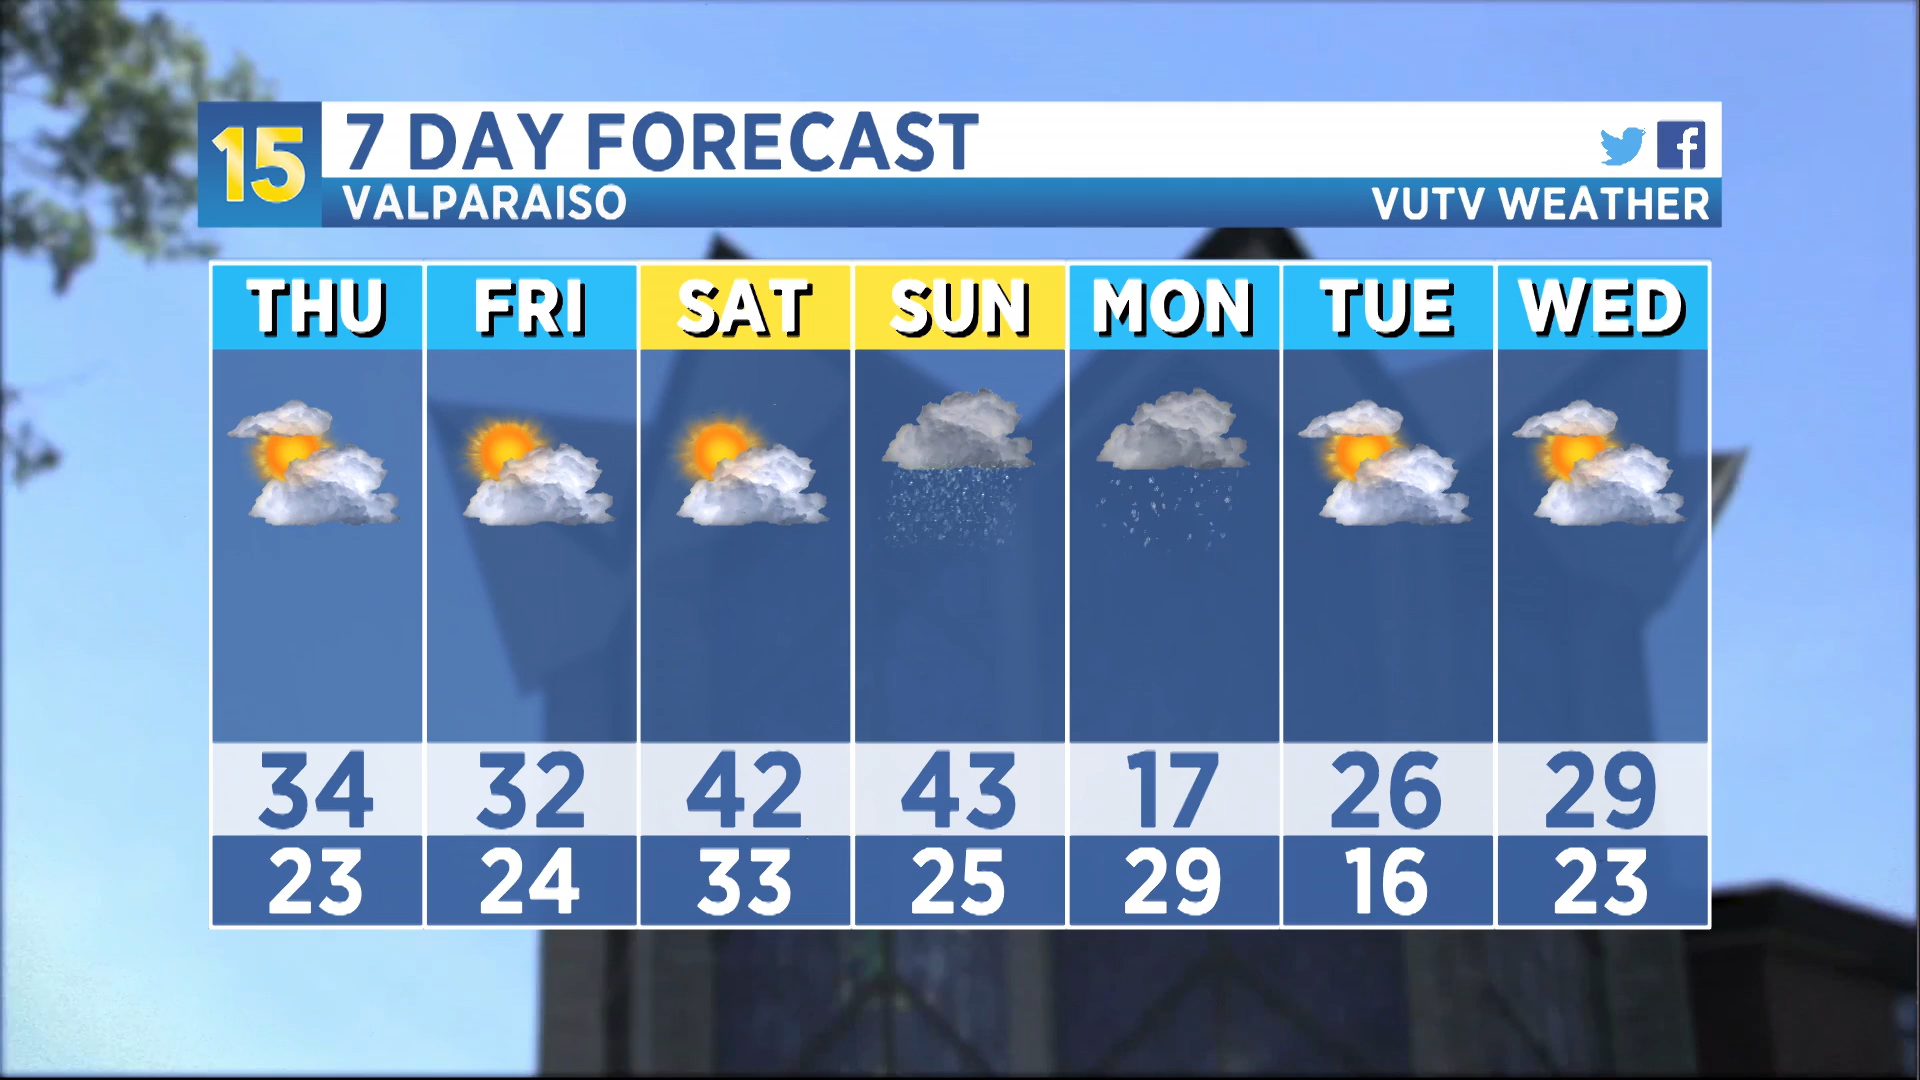 15
7 DAY FORECAST
VALPARAISO
VUTV WEATHER
THU FRI SAT SUN MON TUE WED
34 32 42 43 17 26 29
23 24 33 25 29 16 23